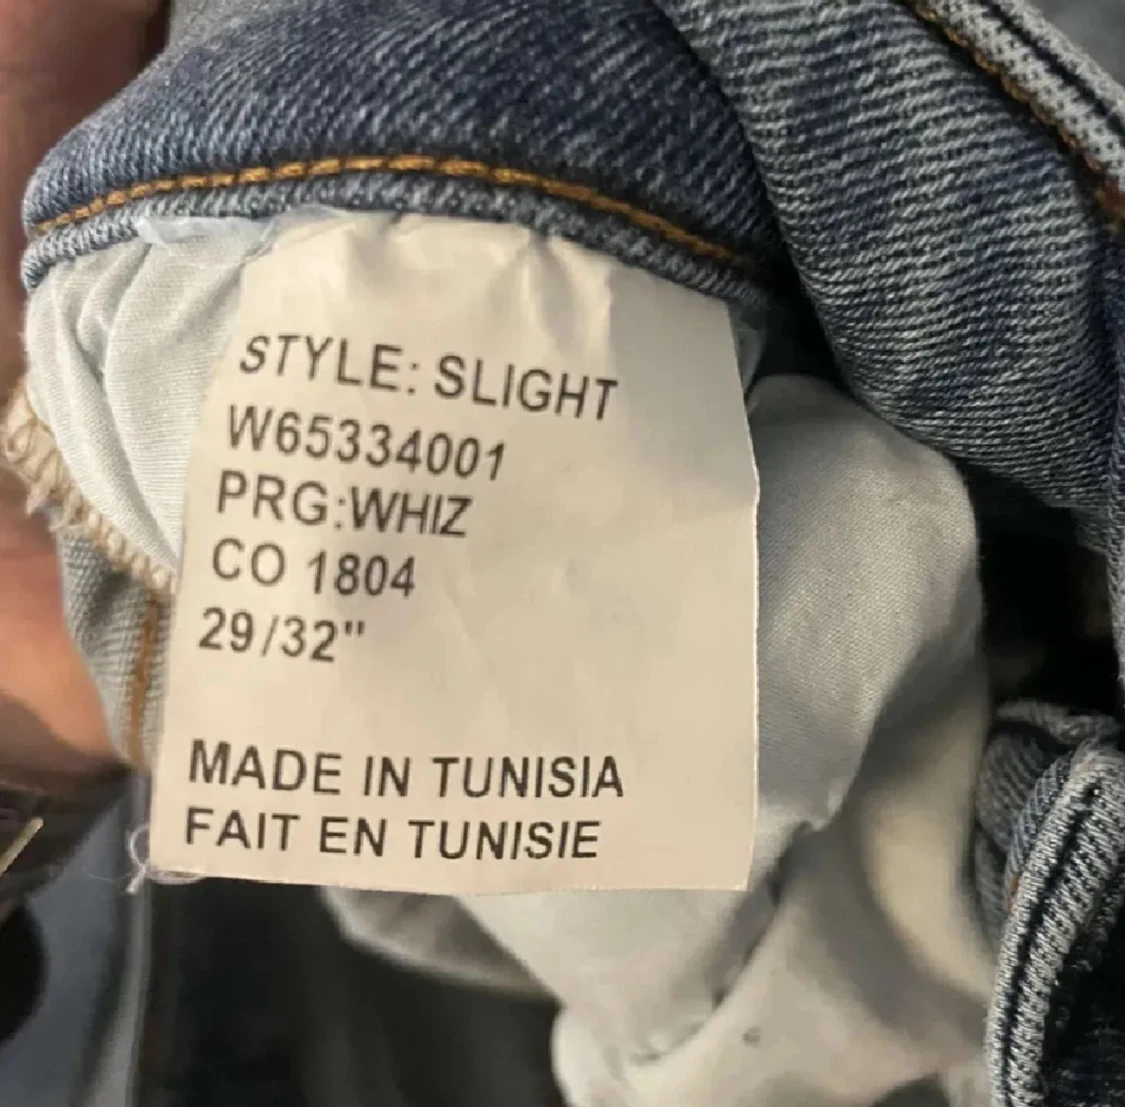 STYLE: SLIGHT
W65334001
PRG:WHIZ
CO 1804
29/32"
MADE IN TUNISIA
FAIT EN TUNISIE